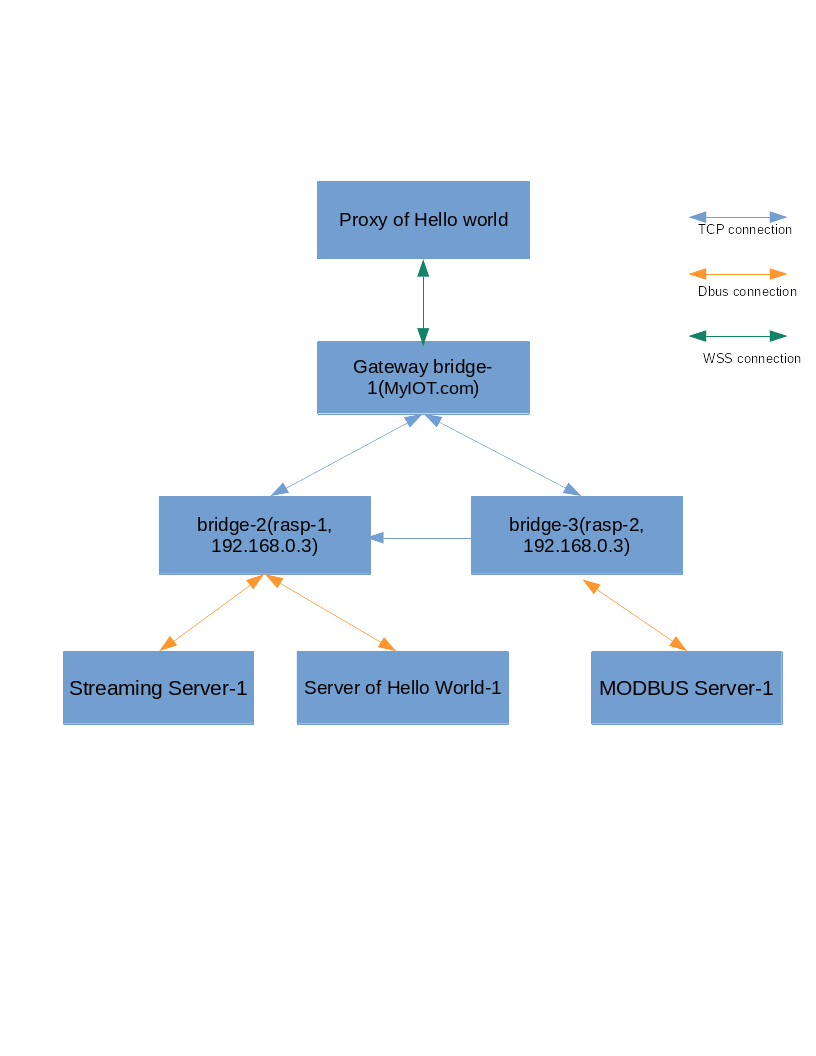 Proxy of Hello world
TCP connection
Dbus connection
WSS connection
Gateway bridge-
1(MyIOT.com)
bridge-2(rasp-1,
192.168.0.3)
bridge-3(rasp-2,
192.168.0.3)
Streaming Server-1
Server of Hello World-1
MODBUS Server-1